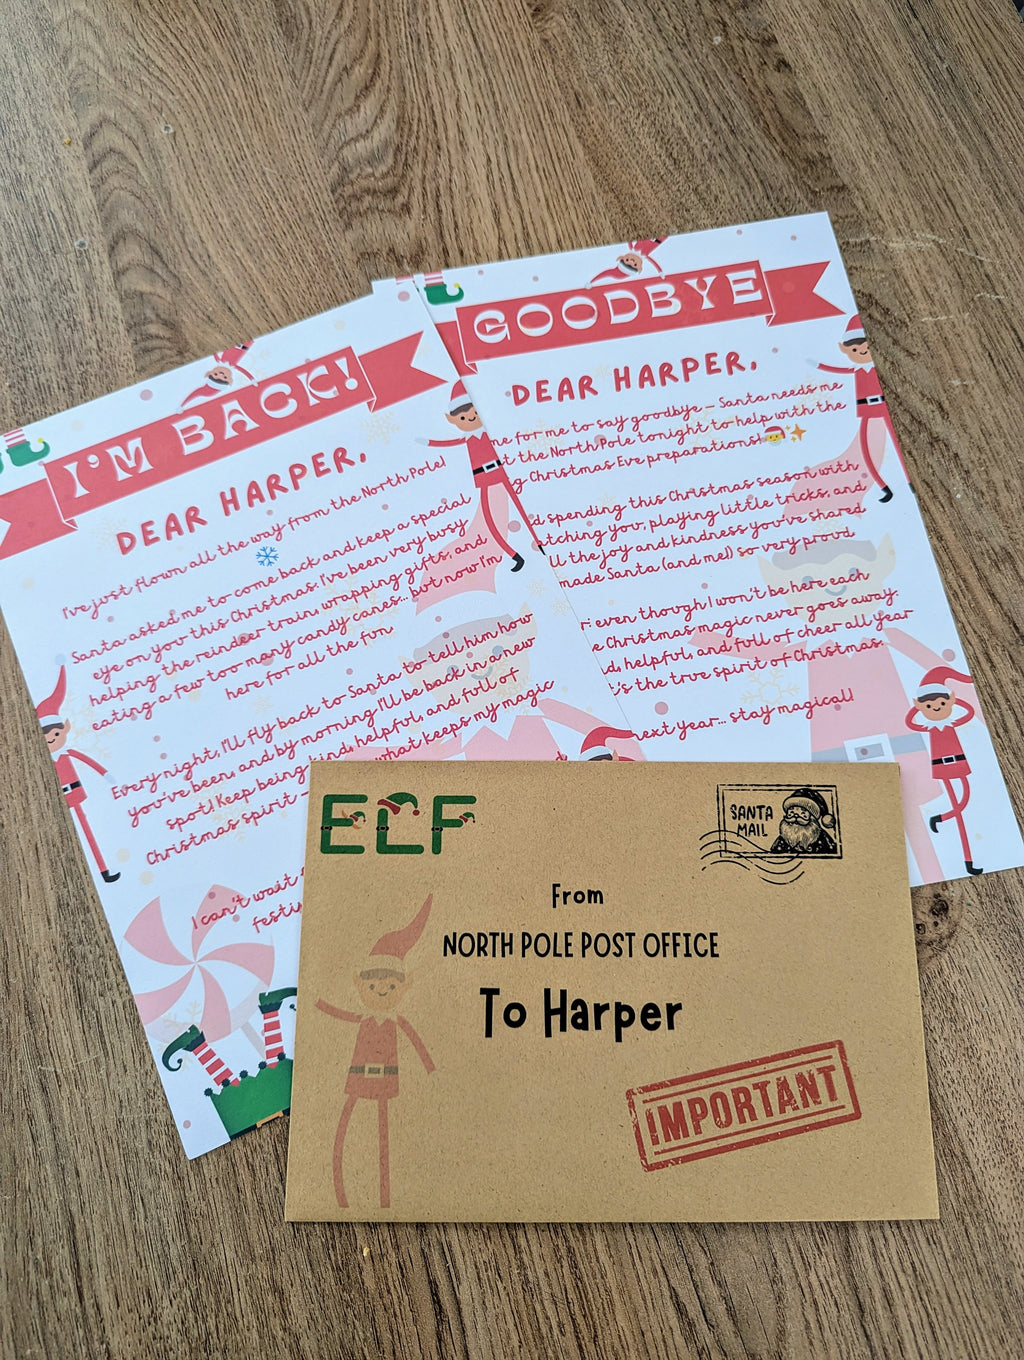 I'M BACK!
DEAR HARPER,
I've just flown all the way from the North Pole!
Santa asked me to come back and keep a special
eye on you this Christmas. I've been very busy
helping the reindeer train, wrapping gifts, and
eating a few too many candy canes... but now I'm
here for all the fun.
Every night, I'll fly back to Santa to tell him how
you've been, and by morning I'll be back in a new
spot! Keep being kind, helpful, and full of
Christmas spirit – what keeps my magic
I can't wait
GOODBYE
DEAR HARPER,
me for me to say goodbye – Santa needs me
at the North Pole tonight to help with the
Christmas Eve preparations!
spending this Christmas season with
playing little tricks, and
the joy and kindness you've shared
made Santa (and me!) so very proud.
even though I won't be here each
Christmas magic never goes away.
helpful, and full of cheer all year
the true spirit of Christmas.
next year... stay magical!
ELF
SANTA
MAIL
From
NORTH POLE POST OFFICE
To Harper
IMPORTANT